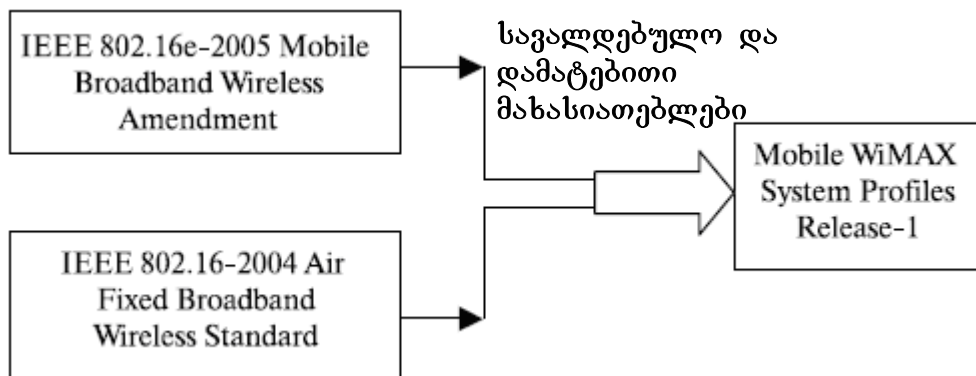 IEEE 802.16e-2005 Mobile
Broadband Wireless
Amendment
სავალდებულო და
დამატებითი
მახასიათებლები
Mobile WiMAX
System Profiles
Release-1
IEEE 802.16-2004 Air
Fixed Broadband
Wireless Standard